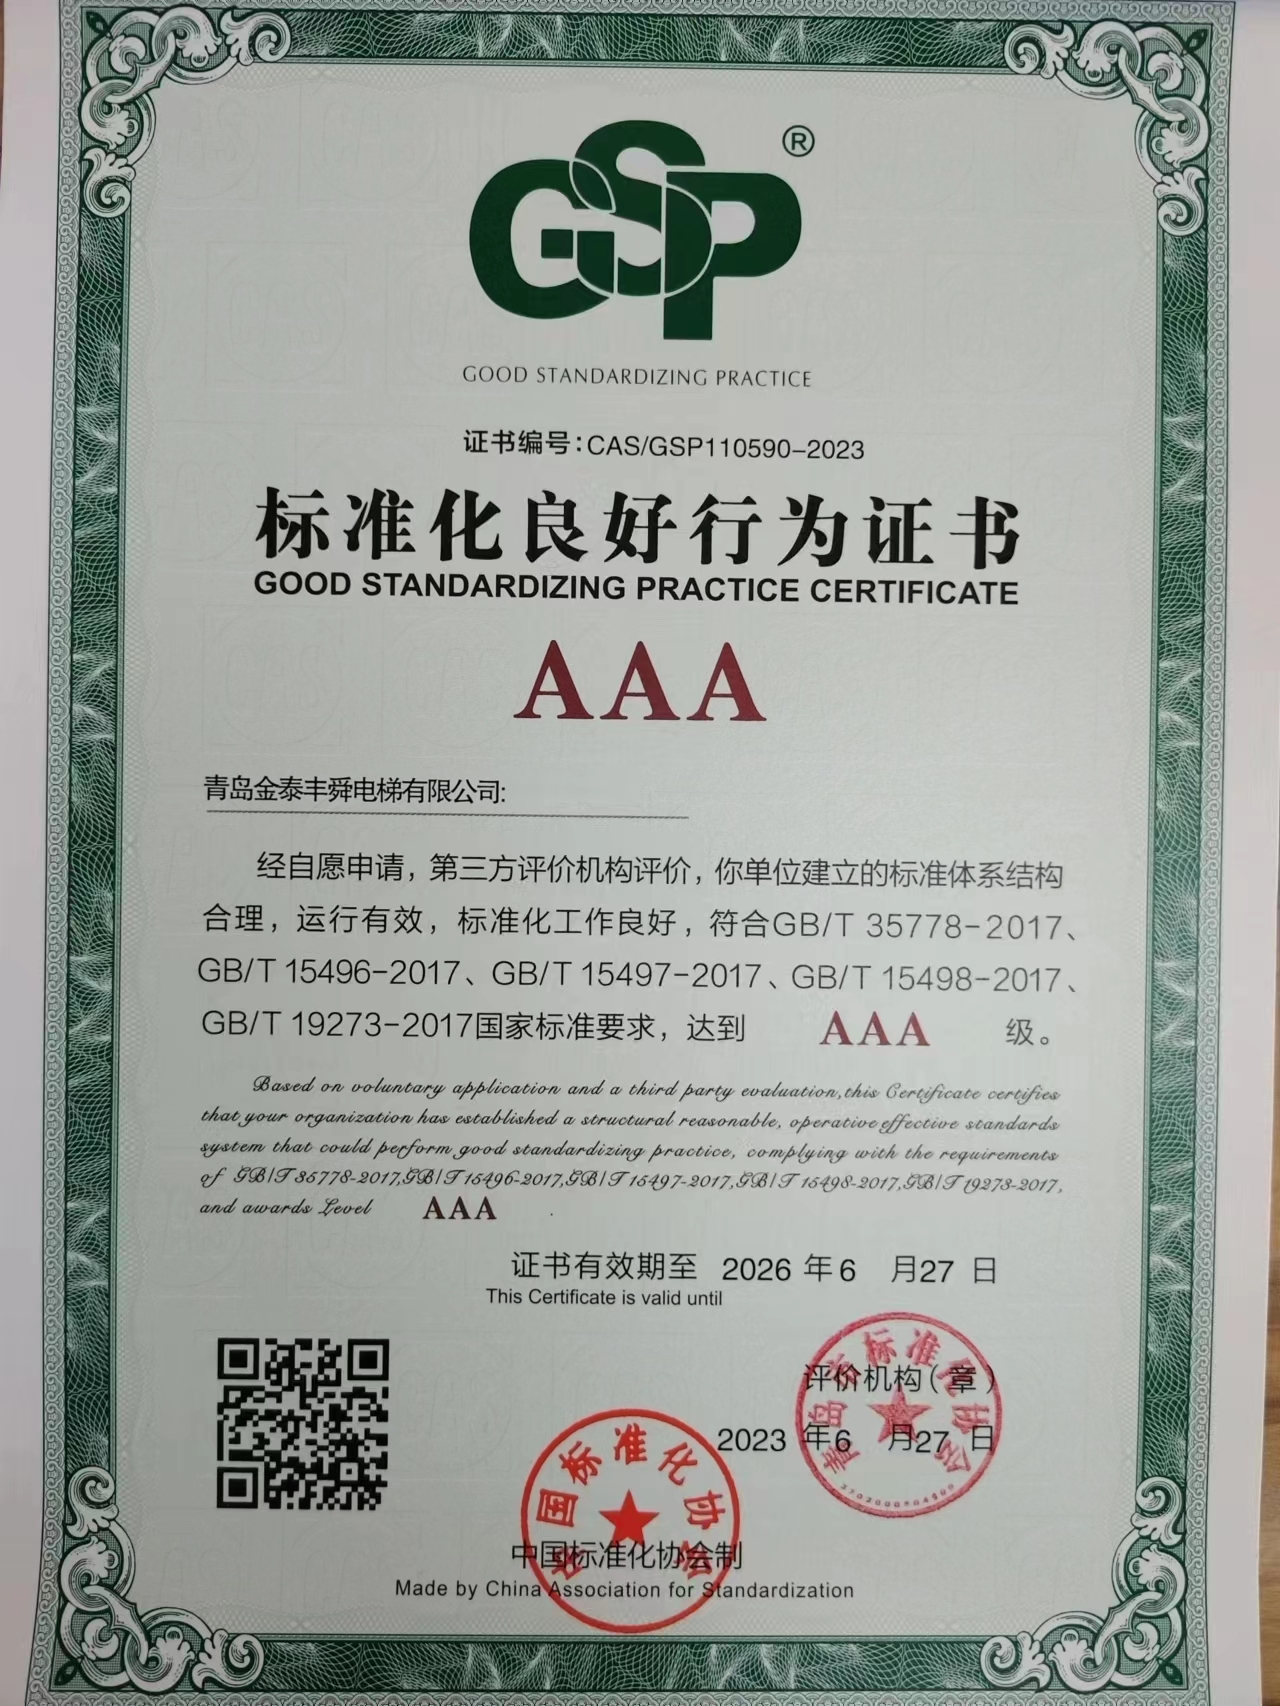 GSP®
GOOD STANDARDIZING PRACTICE
证书编号：CAS/GSP110590-2023
标准化良好行为证书
GOOD STANDARDIZING PRACTICE CERTIFICATE
AAA
青岛金泰丰舜电梯有限公司:
经自愿申请，第三方评价机构评价，你单位建立的标准体系结构
合理，运行有效，标准化工作良好，符合GB/T 35778-2017、
GB/T 15496-2017、GB/T 15497-2017、GB/T 15498-2017、
GB/T 19273-2017国家标准要求，达到 AAA 级。
Based on voluntary application and a third party evaluation,this Certificate certifies
that your organization has established a structural reasonable, operative effective standards
system that could perform good standardizing practice, complying with the requirements
of GB/T 35778-2017,GB/T 15496-2017,GB/T 15497-2017,GB/T 15498-2017,GB/T 19273-2017,
and awards Level AAA .
证书有效期至 2026 年 6 月 27 日
This Certificate is valid until
青岛市标准化协会
评价机构（章）
2023 年 6 月 27 日
中国标准化协会
中国标准化协会制
Made by China Association for Standardization